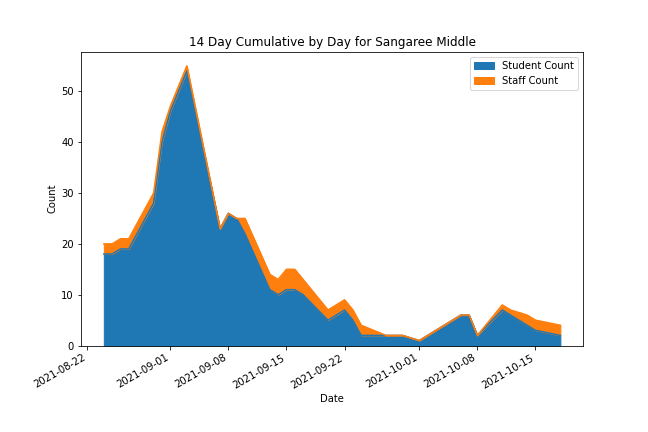 14 Day Cumulative by Day for Sangaree Middle
Student Count
Staff Count
Count
50
40
30
20
10
0
2021-08-22
2021-09-01
2021-09-08
2021-09-15
2021-09-22
2021-10-01
2021-10-08
2021-10-15
Date